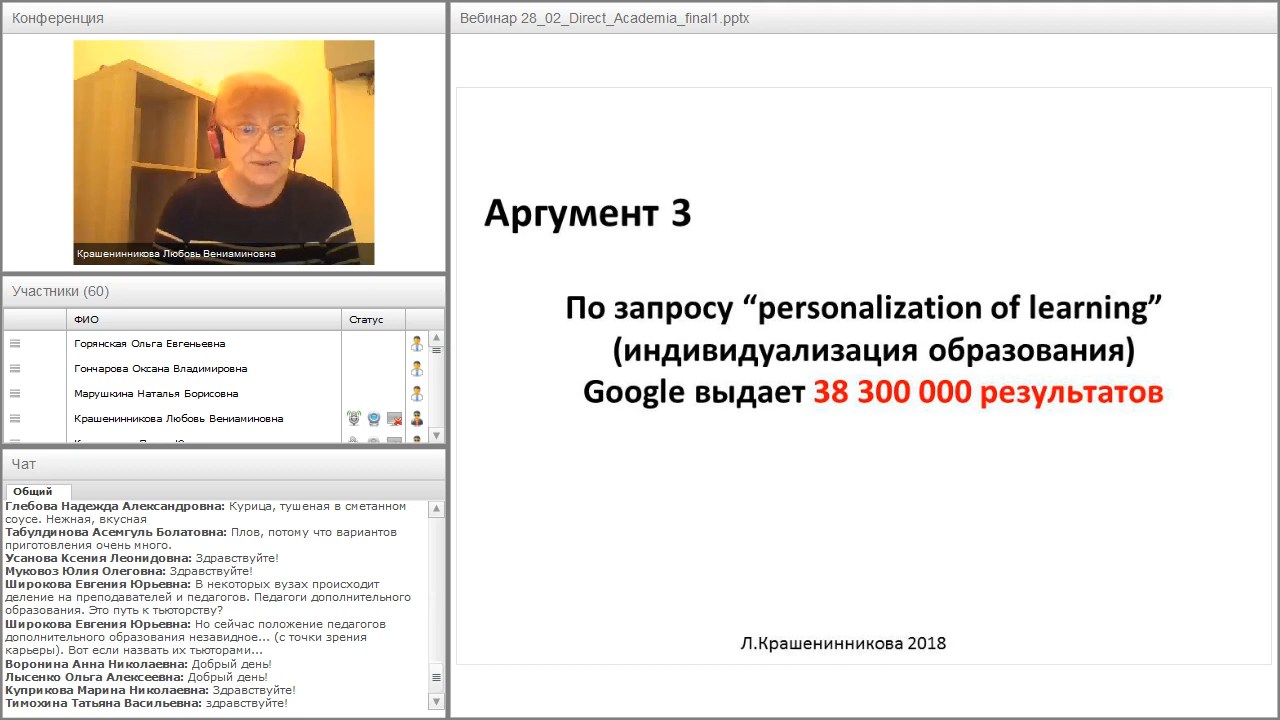 Конференция
Крашенинникова Любовь Вениаминовна
Участники (60)
ФИО
Статус
Горянская Ольга Евгеньевна
Гончарова Оксана Владимировна
Марушкина Наталья Борисовна
Крашенинникова Любовь Вениаминовна
Чат
Общий
Глебова Надежда Александровна: Курица, тушеная в сметанном
соусе. Нежная, вкусная
Табулдинова Асемгуль Болатовна: Плов, потому что вариантов
приготовления очень много.
Усанова Ксения Леонидовна: Здравствуйте!
Муковоз Юлия Олеговна: Здравствуйте!
Широкова Евгения Юрьевна: В некоторых вузах происходит
деление на преподавателей и педагогов. Педагоги дополнительного
образования. Это путь к тьюторству?
Широкова Евгения Юрьевна: Но сейчас положение педагогов
дополнительного образования незавидное... (с точки зрения
карьеры). Вот если назвать их тьюторами...
Воронина Анна Николаевна: Добрый день!
Лысенко Ольга Алексеевна: Добрый день!
Куприкова Марина Николаевна: Здравствуйте!
Тимохина Татьяна Васильевна: здравствуйте!
Вебинар 28_02_Direct_Academia_final1.pptx
Аргумент 3
По запросу “personalization of learning”
(индивидуализация образования)
Google выдает 38 300 000 результатов
Л.Крашенинникова 2018